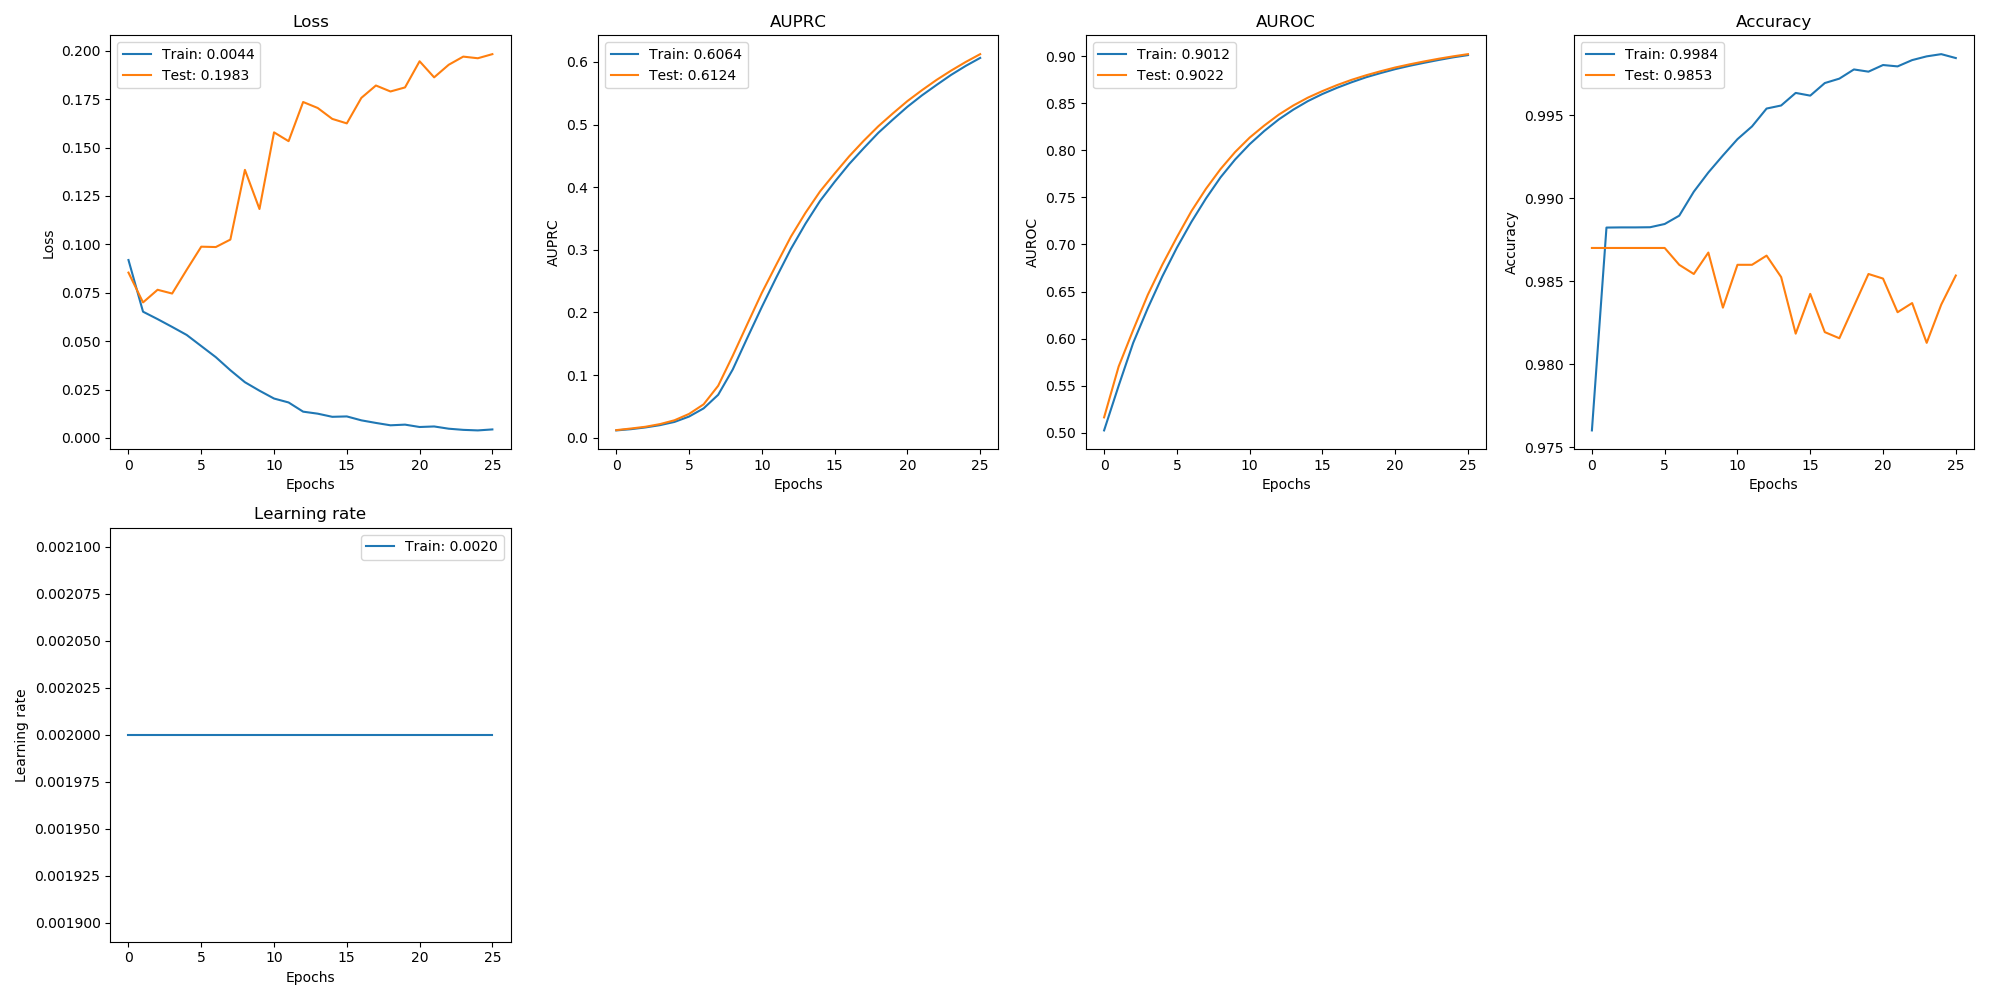 Loss
Train: 0.0044
Test: 0.1983
0.200
0.175
0.150
0.125
0.100
0.075
0.050
0.025
0.000
Loss
0 5 10 15 20 25
Epochs
AUPRC
Train: 0.6064
Test: 0.6124
0.6
0.5
0.4
0.3
0.2
0.1
0.0
AUPRC
0 5 10 15 20 25
Epochs
AUROC
Train: 0.9012
Test: 0.9022
0.90
0.85
0.80
0.75
0.70
0.65
0.60
0.55
0.50
AUROC
0 5 10 15 20 25
Epochs
Accuracy
Train: 0.9984
Test: 0.9853
0.995
0.990
0.985
0.980
0.975
Accuracy
0 5 10 15 20 25
Epochs
Learning rate
Train: 0.0020
0.002100
0.002075
0.002050
0.002025
0.002000
0.001975
0.001950
0.001925
0.001900
Learning rate
0 5 10 15 20 25
Epochs